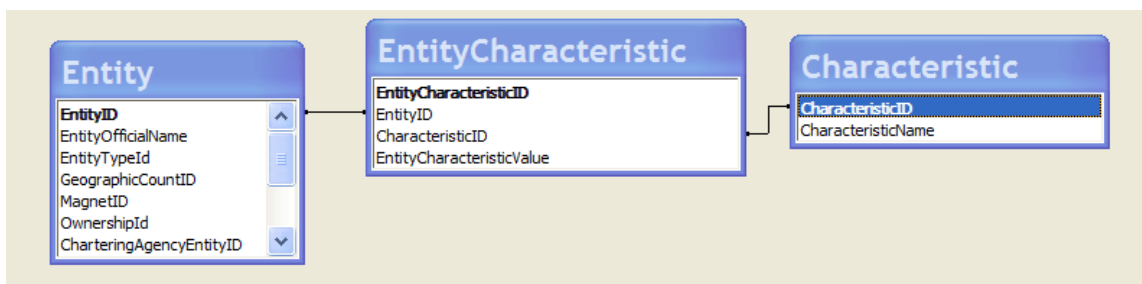 Entity
EntityID
EntityOfficialName
EntityTypeId
GeographicCountID
MagnetID
OwnershipId
CharteringAgencyEntityID
EntityCharacteristic
EntityCharacteristicID
EntityID
CharacteristicID
EntityCharacteristicValue
Characteristic
CharacteristicID
CharacteristicName